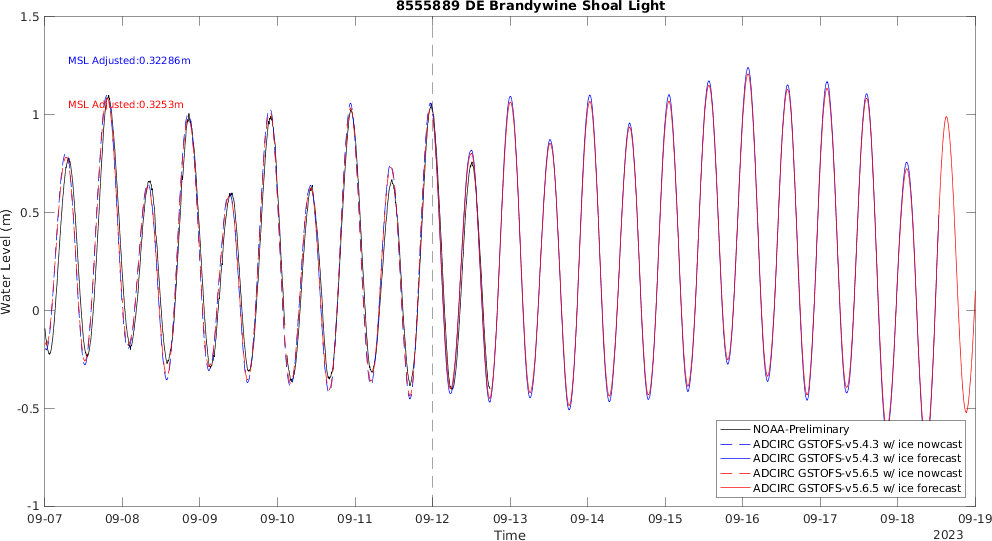 8555889 DE Brandywine Shoal Light
1.5
1
0.5
0
-0.5
-1
Water Level (m)
MSL Adjusted:0.32286m
MSL Adjusted:0.3253m
NOAA-Preliminary
ADCIRC GSTOFS-v5.4.3 w/ ice nowcast
ADCIRC GSTOFS-v5.4.3 w/ ice forecast
ADCIRC GSTOFS-v5.6.5 w/ ice nowcast
ADCIRC GSTOFS-v5.6.5 w/ ice forecast
09-07 09-08 09-09 09-10 09-11 09-12 09-13 09-14 09-15 09-16 09-17 09-18 09-19
Time
2023